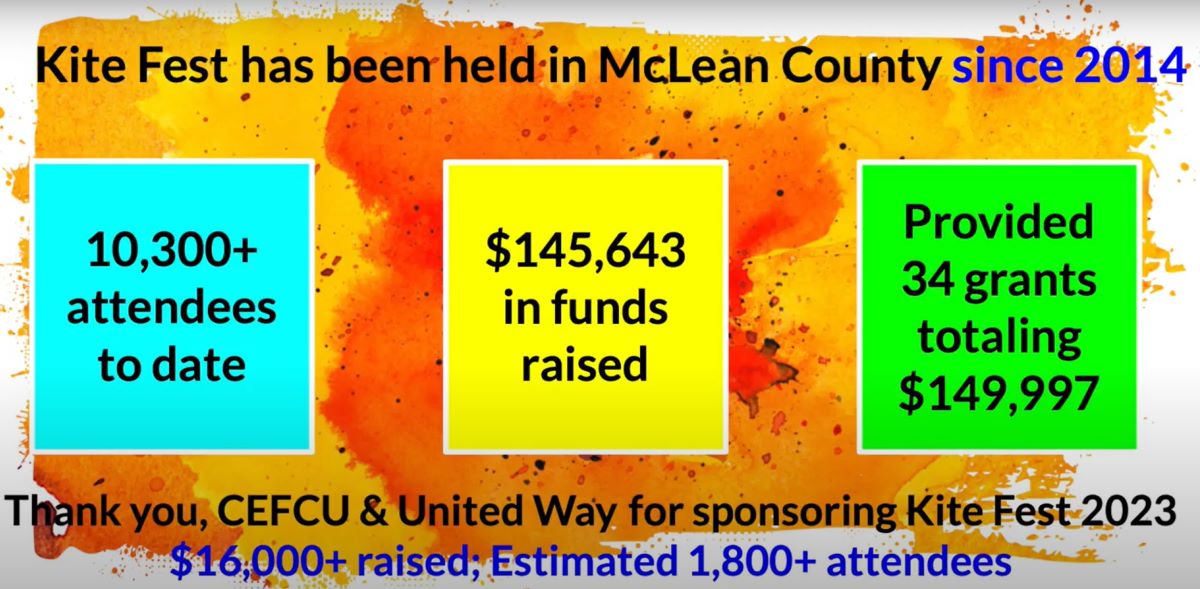 Kite Fest has been held in McLean County since 2014
10,300+
attendees
to date
$145,643
in funds
raised
Provided
34 grants
totaling
$149,997
Thank you, CEFCU & United Way for sponsoring Kite Fest 2023
$16,000+ raised; Estimated 1,800+ attendees